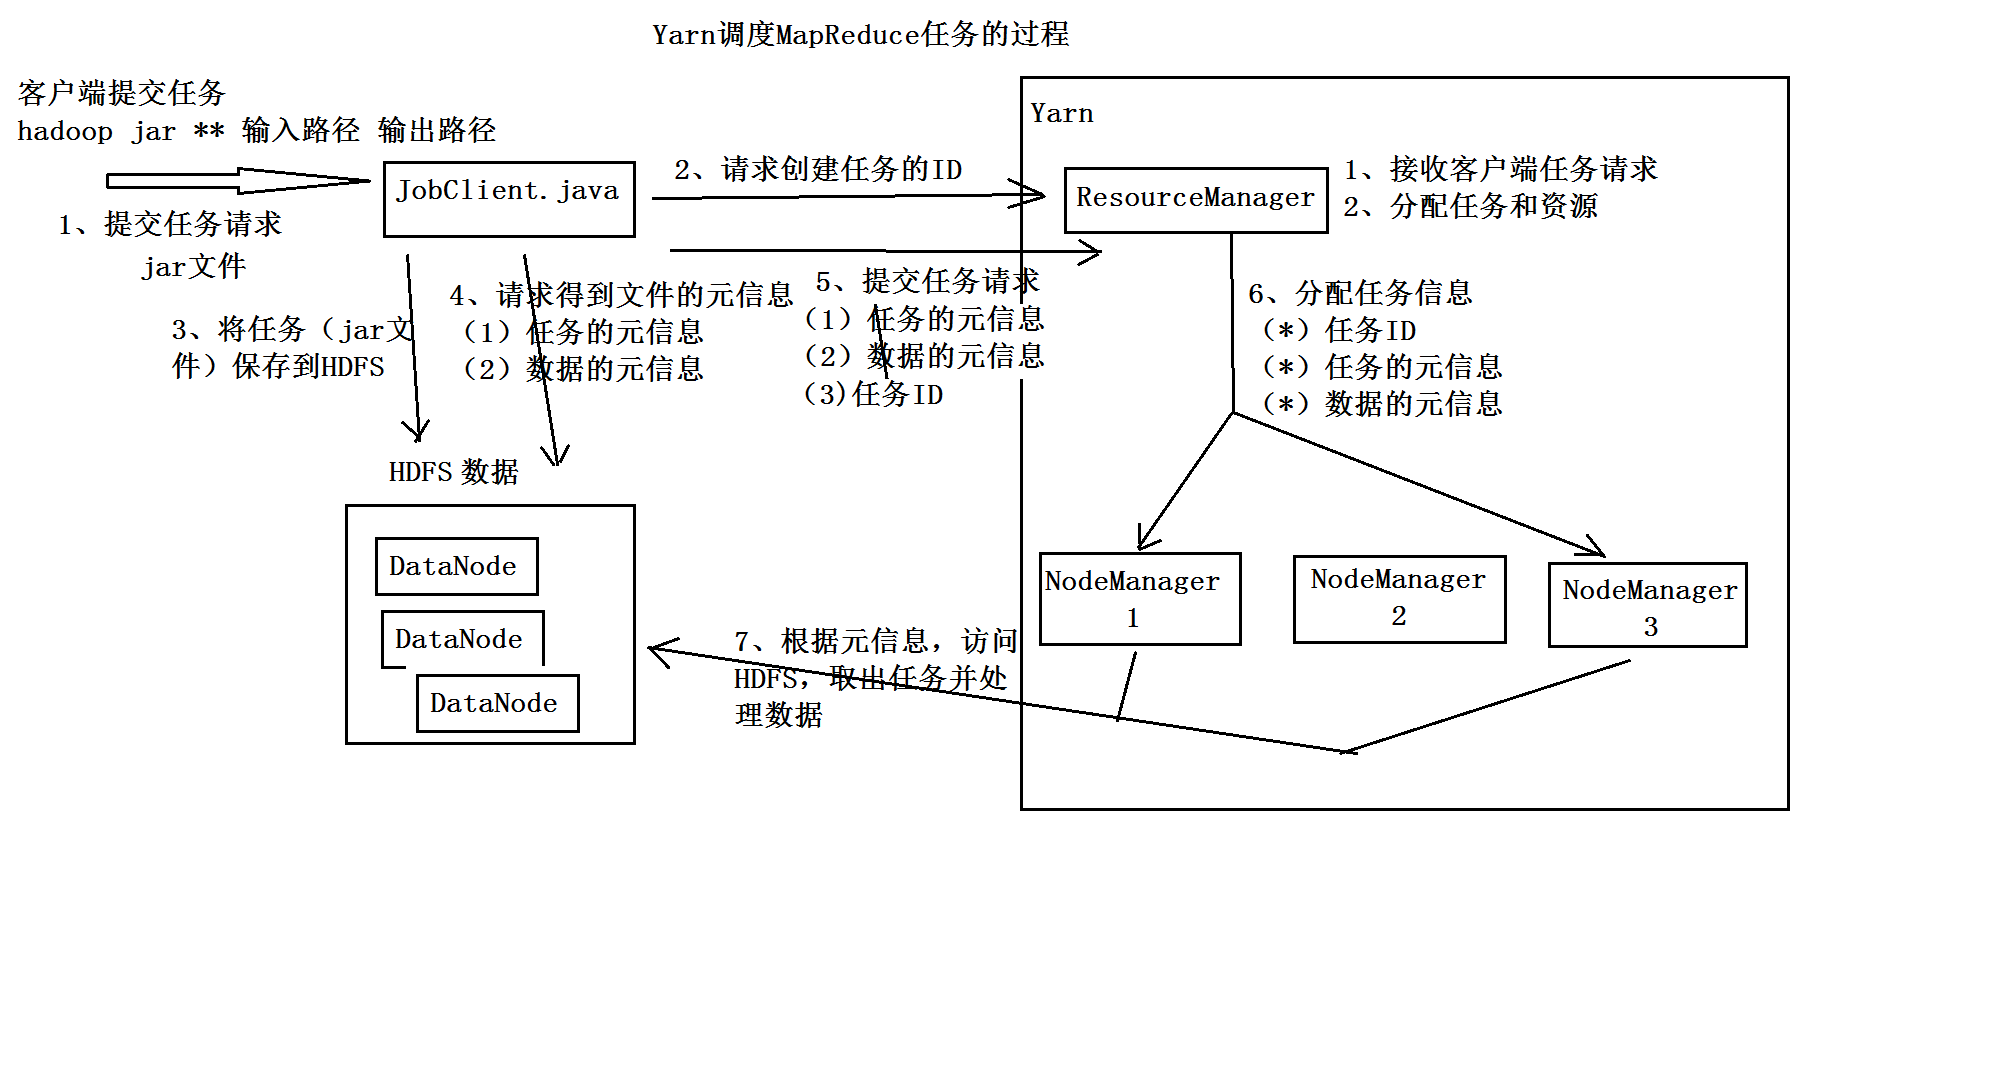 Yarn调度MapReduce任务的过程
客户端提交任务
hadoop jar ** 输入路径 输出路径
1、提交任务请求
jar文件
JobClient.java
2、请求创建任务的ID
3、将任务（jar文
件）保存到HDFS
4、请求得到文件的元信息
（1）任务的元信息
（2）数据的元信息
5、提交任务请求
（1）任务的元信息
（2）数据的元信息
（3)任务ID
Yarn
ResourceManager
1、接收客户端任务请求
2、分配任务和资源
6、分配任务信息
（*）任务ID
（*）任务的元信息
（*）数据的元信息
HDFS 数据
DataNode
DataNode
DataNode
NodeManager
1
NodeManager
2
NodeManager
3
7、根据元信息，访问
HDFS，取出任务并处
理数据